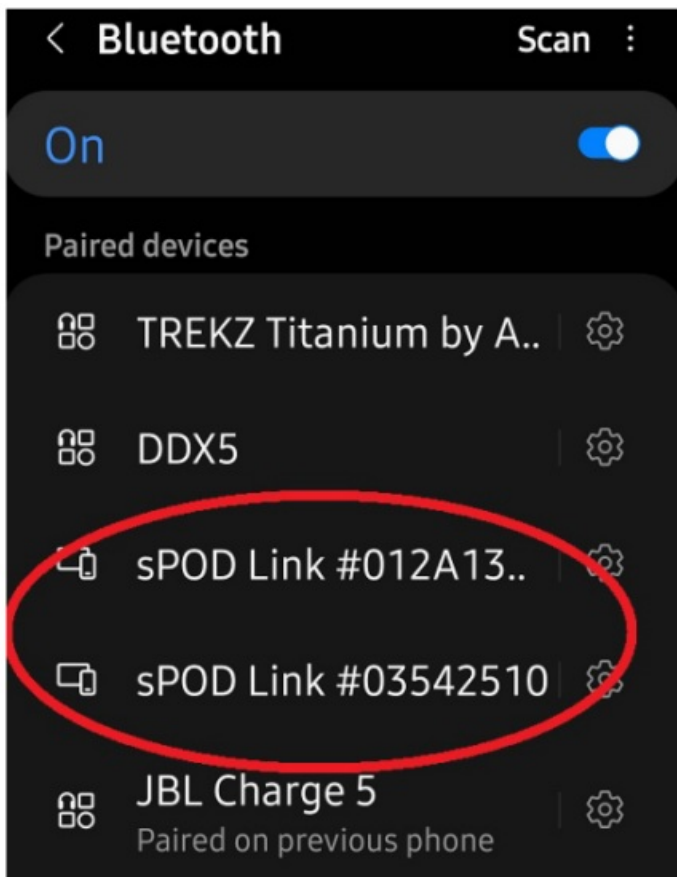 Bluetooth Scan
On
Paired devices
TREKZ Titanium by A..
DDX5
sPOD Link #012A13..
sPOD Link #03542510
JBL Charge 5
Paired on previous phone